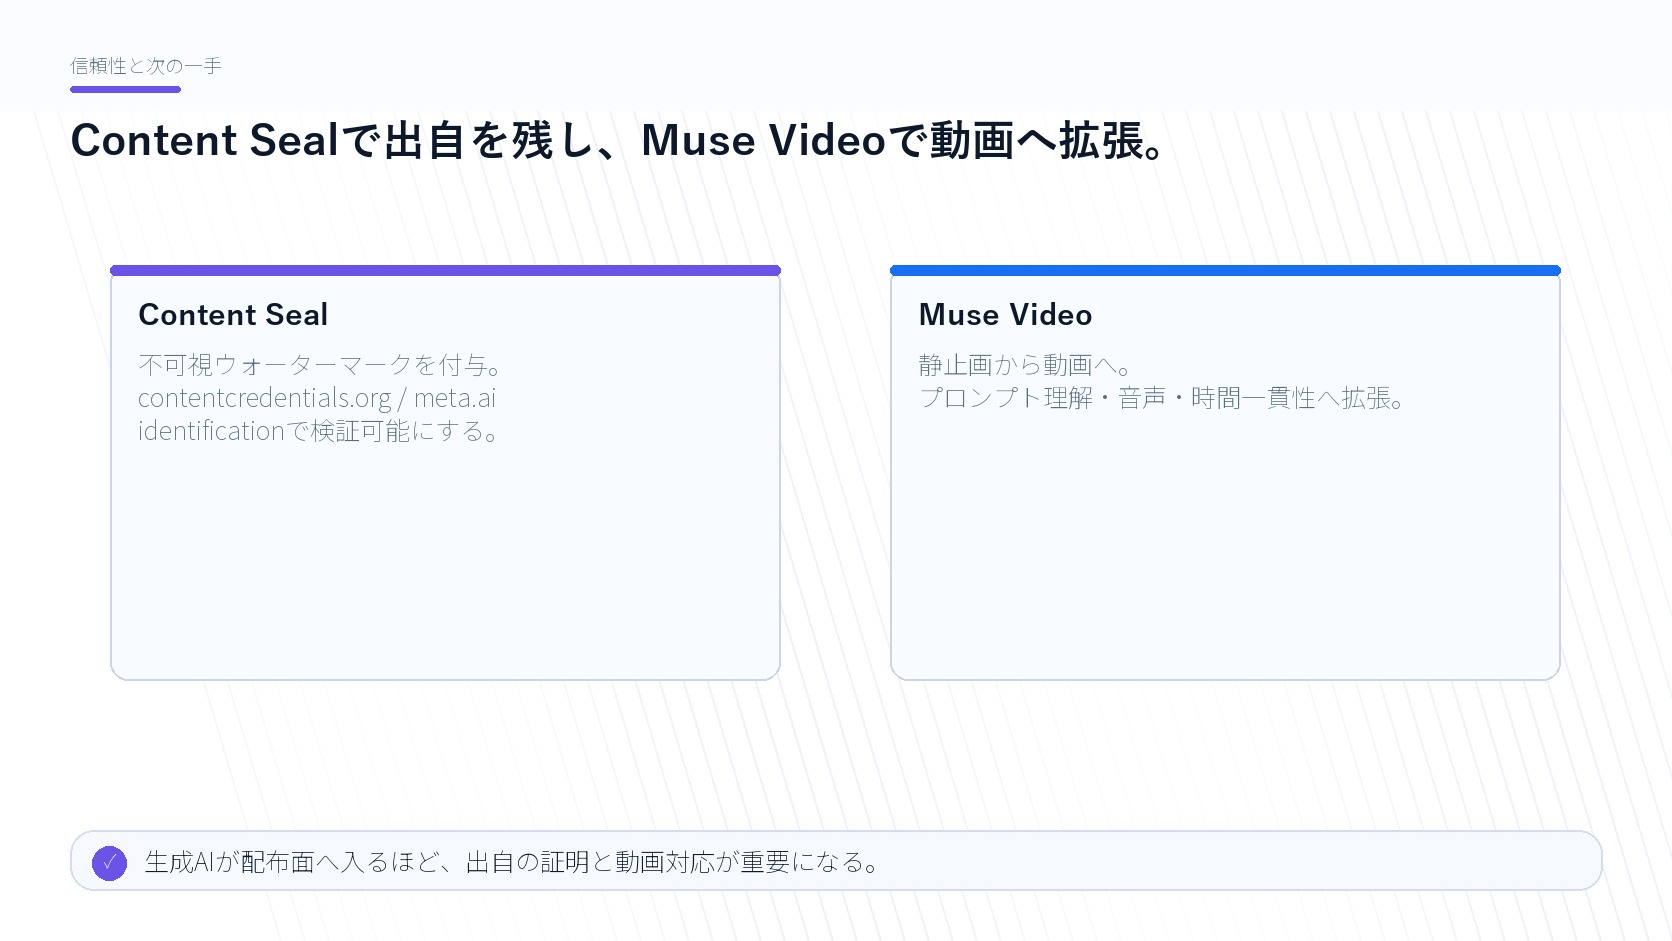 信頼性と次の一手
Content Sealで出自を残し、Muse Videoで動画へ拡張。
Content Seal
不可視ウォーターマークを付与。
contentcredentials.org / meta.ai
identificationで検証可能にする。
Muse Video
静止画から動画へ。
プロンプト理解・音声・時間一貫性へ拡張。
✓ 生成AIが配布面へ入るほど、出自の証明と動画対応が重要になる。